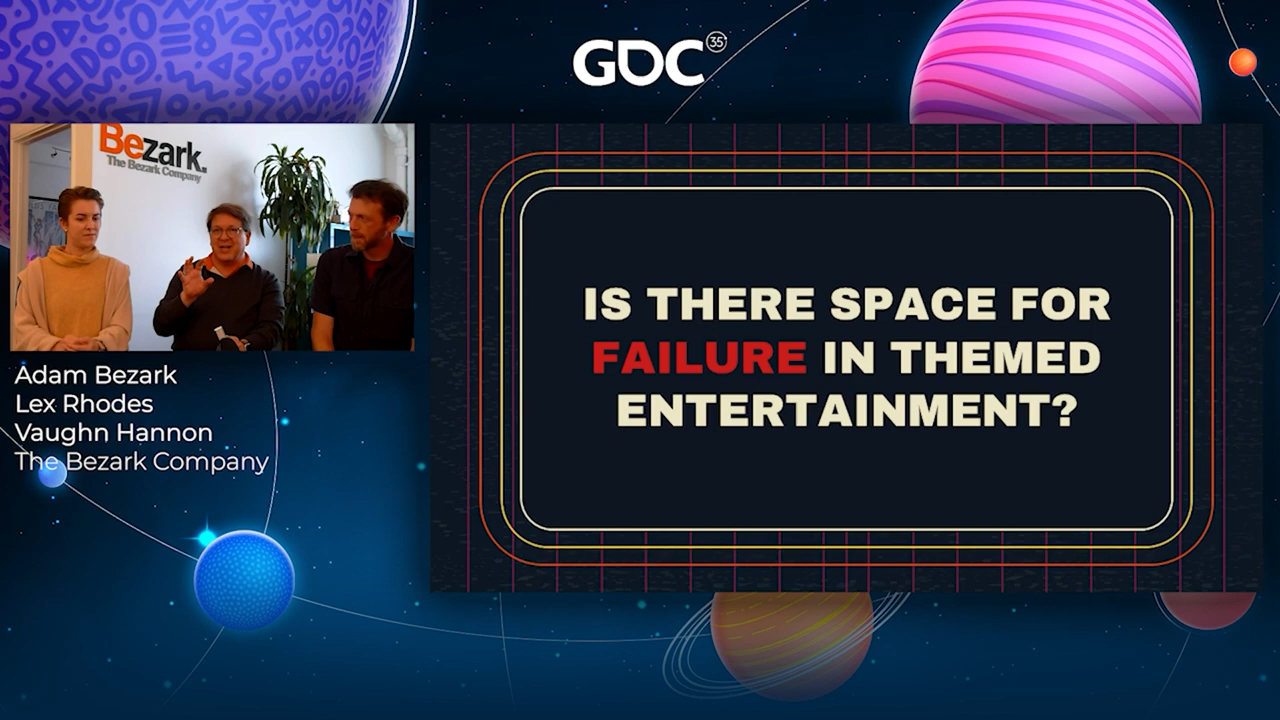 GDC 35
Bezark.
The Bezark Company
Adam Bezark
Lex Rhodes
Vaughn Hannon
The Bezark Company
IS THERE SPACE FOR
FAILURE IN THEMED
ENTERTAINMENT?